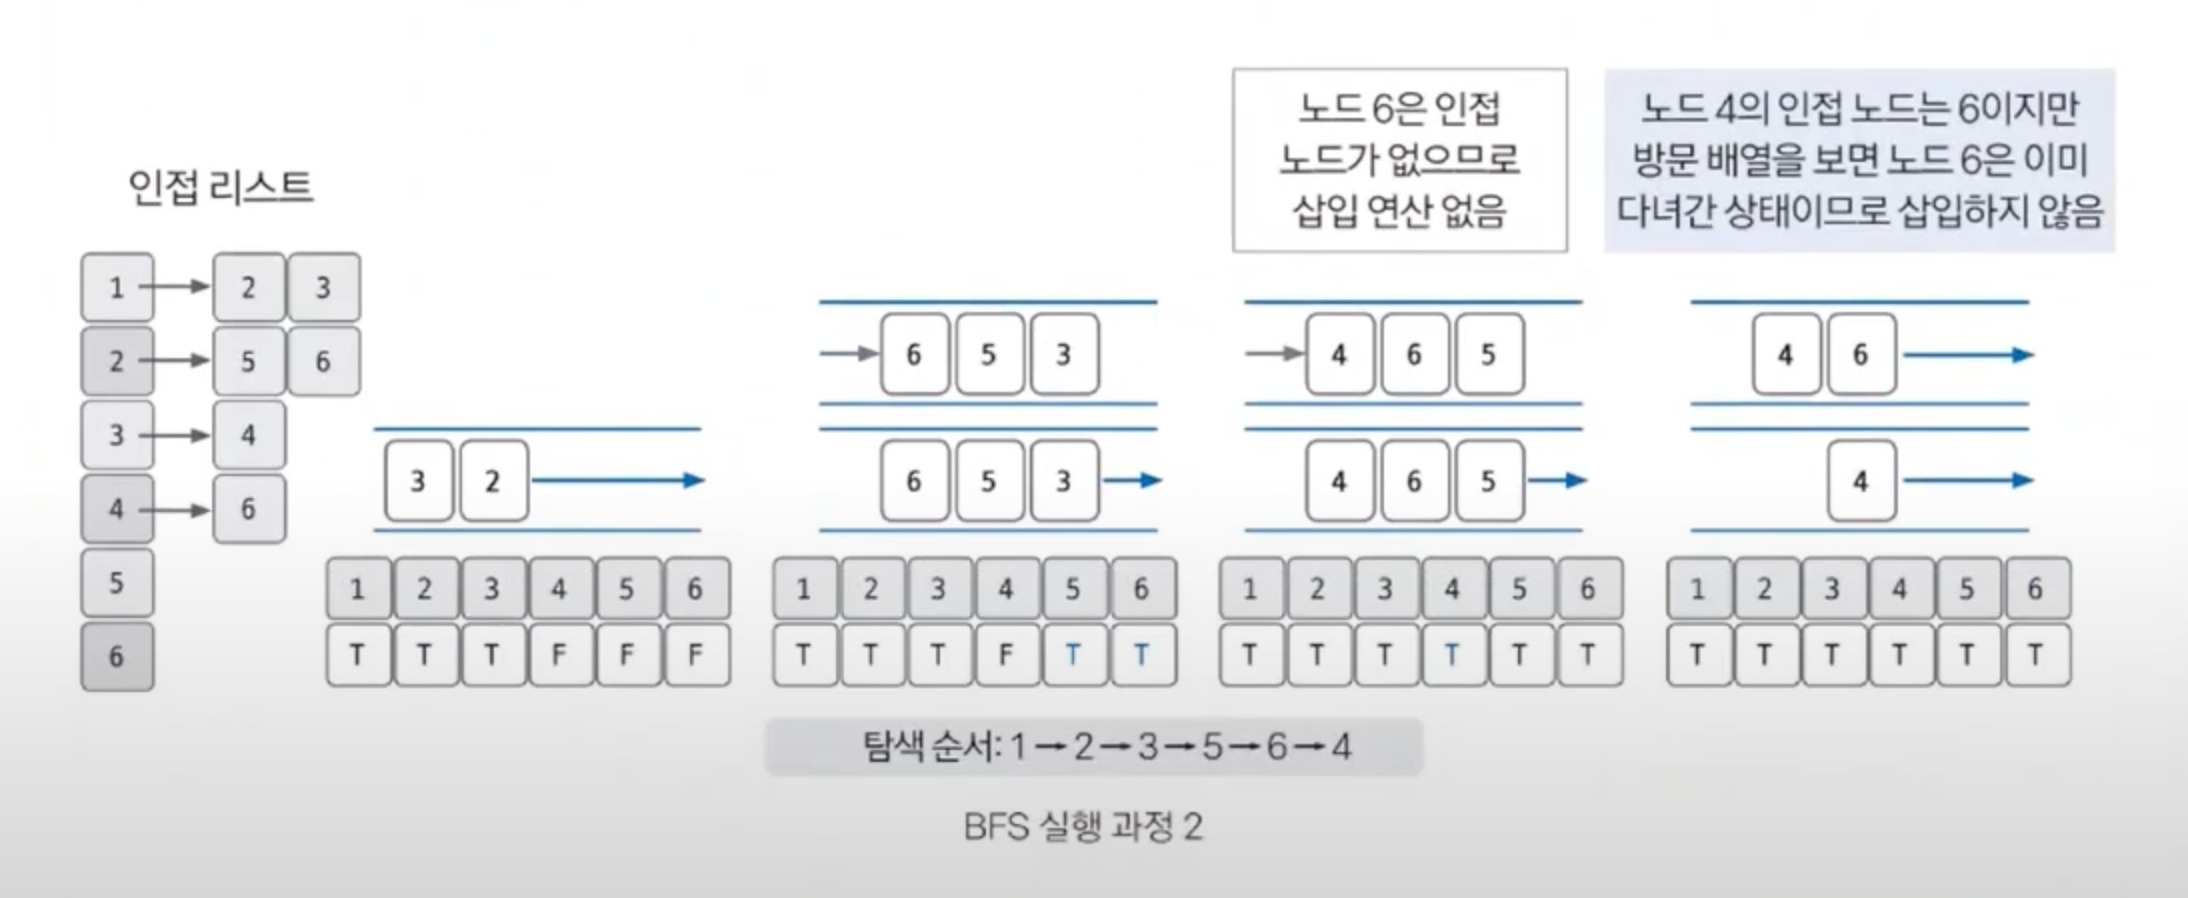 노드 6은 인접
노드가 없으므로
삽입 연산 없음
노드 4의 인접 노드는 6이지만
방문 배열을 보면 노드 6은 이미
다녀간 상태이므로 삽입하지 않음
인접 리스트
1 → 2 3
2 → 5 6
3 → 4
4 → 6
5
6
3 2
1 2 3 4 5 6
T T T F F F
6 5 3
6 5 3
1 2 3 4 5 6
T T T F T T
4 6 5
4 6 5
1 2 3 4 5 6
T T T T T T
4 6
4
1 2 3 4 5 6
T T T T T T
탐색 순서: 1 → 2 → 3 → 5 → 6 → 4
BFS 실행 과정 2